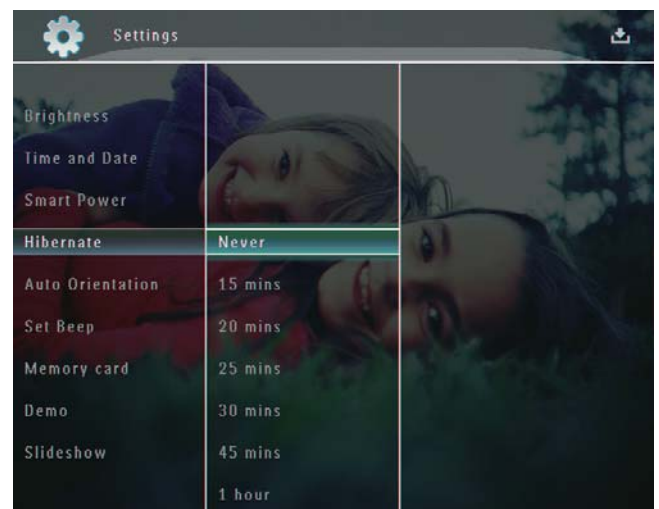 Settings
Brightness
Time and Date
Smart Power
Hibernate
Auto Orientation
Set Beep
Memory card
Demo
Slideshow
Never
15 mins
20 mins
25 mins
30 mins
45 mins
1 hour